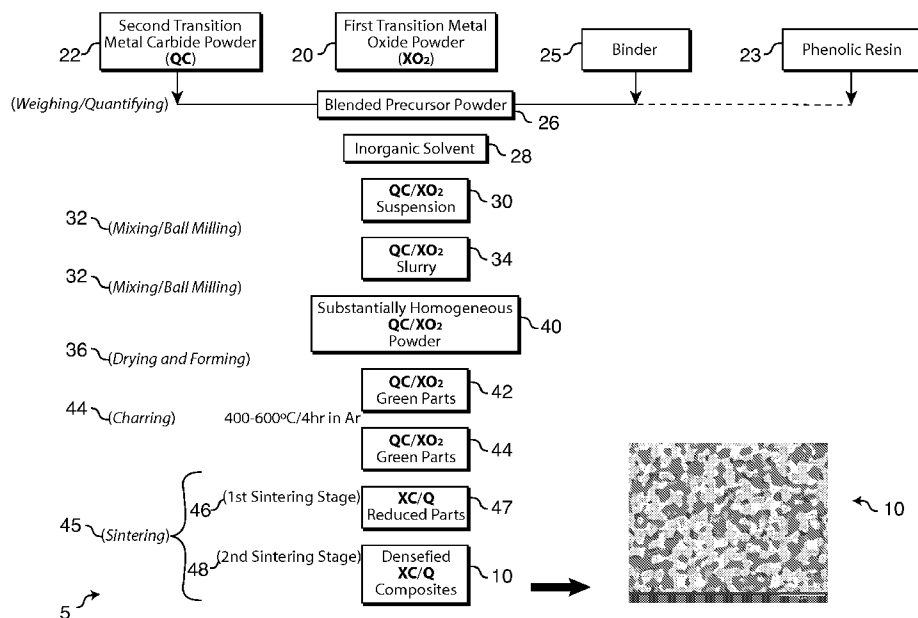 Second Transition
Metal Carbide Powder
(QC)
22
First Transition Metal
Oxide Powder
(XO₂)
20
Binder
25
Phenolic Resin
23
(Weighing/Quantifying)
Blended Precursor Powder
26
Inorganic Solvent
28
QC/XO₂
Suspension
30
32
(Mixing/Ball Milling)
QC/XO₂
Slurry
34
32
(Mixing/Ball Milling)
Substantially Homogeneous
QC/XO₂
Powder
40
36
(Drying and Forming)
QC/XO₂
Green Parts
42
44
(Charring)
400-600ºC/4hr in Ar
QC/XO₂
Green Parts
44
45
(Sintering)
46
(1st Sintering Stage)
XC/Q
Reduced Parts
47
48
(2nd Sintering Stage)
Densefied
XC/Q
Composites
10
10
5